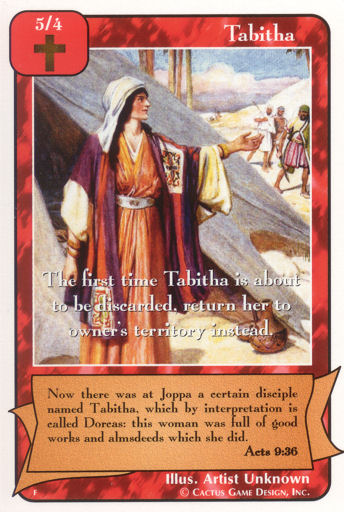 5/4
Tabitha
The first time Tabitha is about
to be discarded, return her to
owner's territory instead.
Now there was at Joppa a certain disciple
named Tabitha, which by interpretation is
called Dorcas: this woman was full of good
works and almsdeeds which she did.
Acts 9:36
Illus. Artist Unknown
F
© Cactus Game Design, Inc.